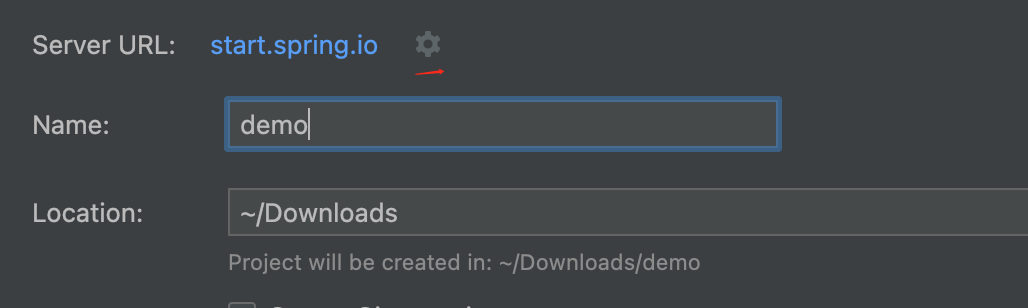 Server URL: start.spring.io
Name: demo
Location: ~/Downloads
Project will be created in: ~/Downloads/demo